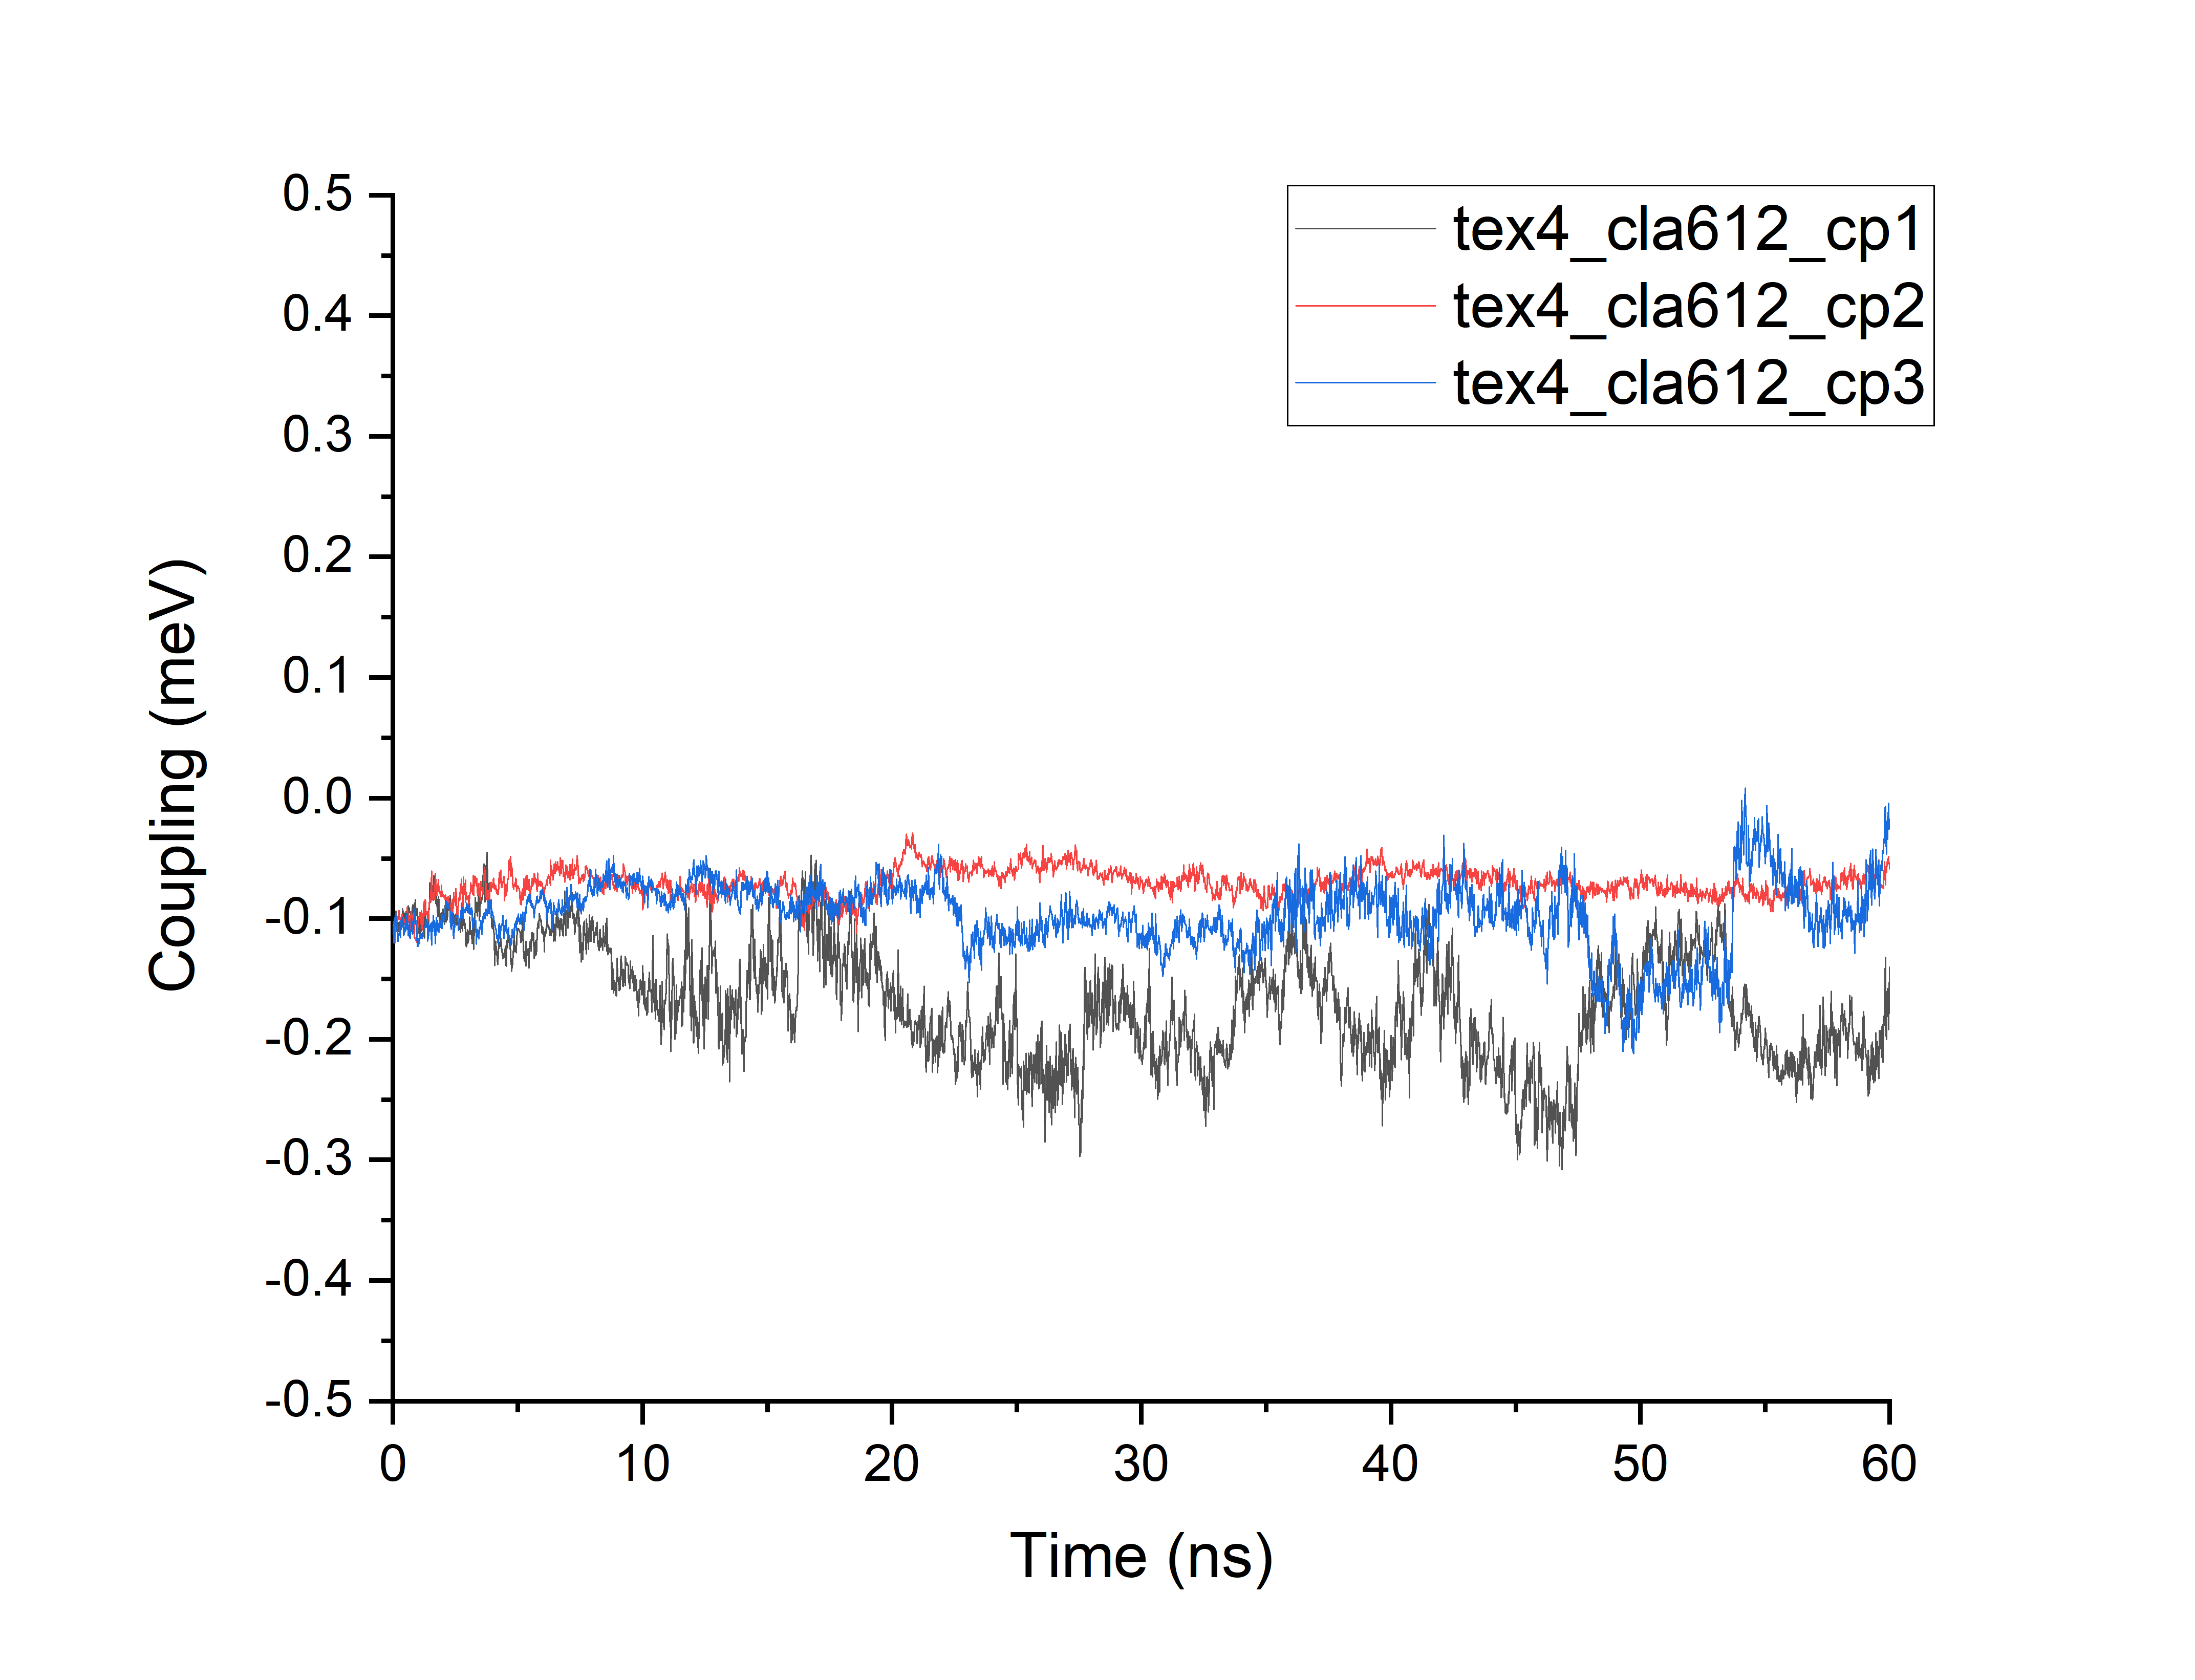 tex4_cla612_cp1
tex4_cla612_cp2
tex4_cla612_cp3
Coupling (meV)
0.5
0.4
0.3
0.2
0.1
0.0
-0.1
-0.2
-0.3
-0.4
-0.5
0 10 20 30 40 50 60
Time (ns)